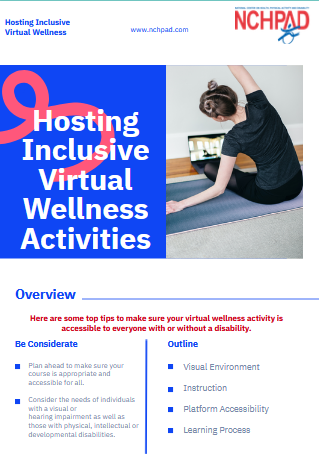 Hosting Inclusive
Virtual Wellness
www.nchpad.com
NCHPAD
Hosting
Inclusive
Virtual
Wellness
Activities
Overview
Here are some top tips to make sure your virtual wellness activity is
accessible to everyone with or without a disability.
Be Considerate
Plan ahead to make sure your
course is appropriate and
accessible for all.
Consider the needs of individuals
with a visual or
hearing impairment as well as
those with physical, intellectual or
developmental disabilities.
Outline
Visual Environment
Instruction
Platform Accessibility
Learning Process